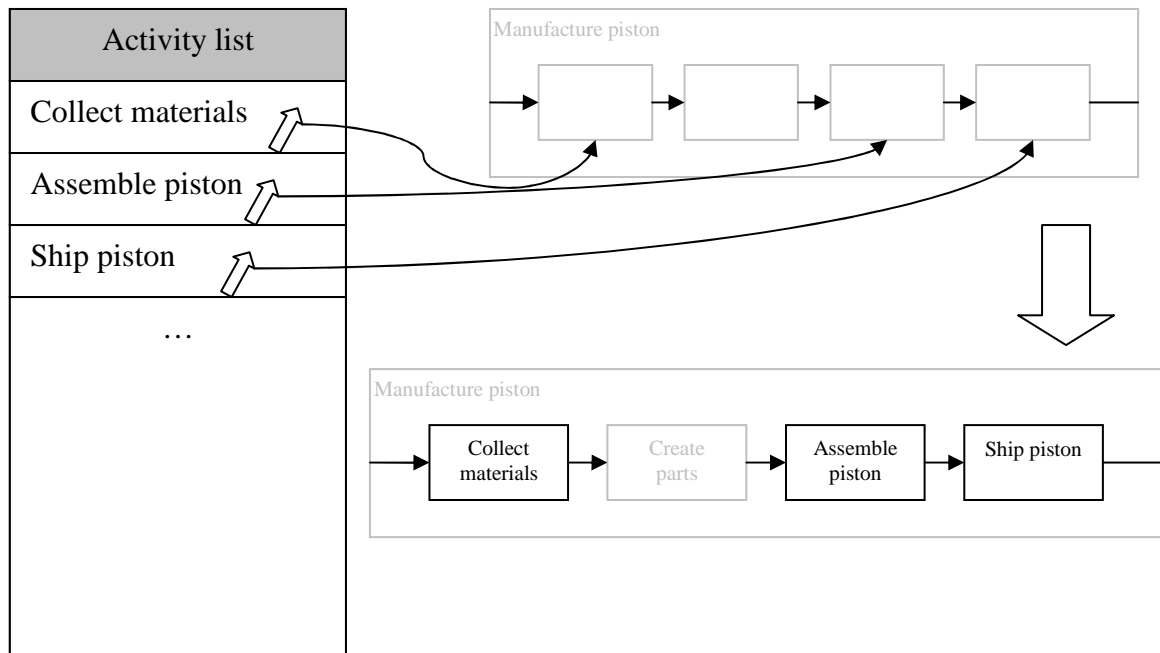 Activity list
Collect materials
Assemble piston
Ship piston
…
Manufacture piston
Manufacture piston
Collect
materials
Create
parts
Assemble
piston
Ship piston